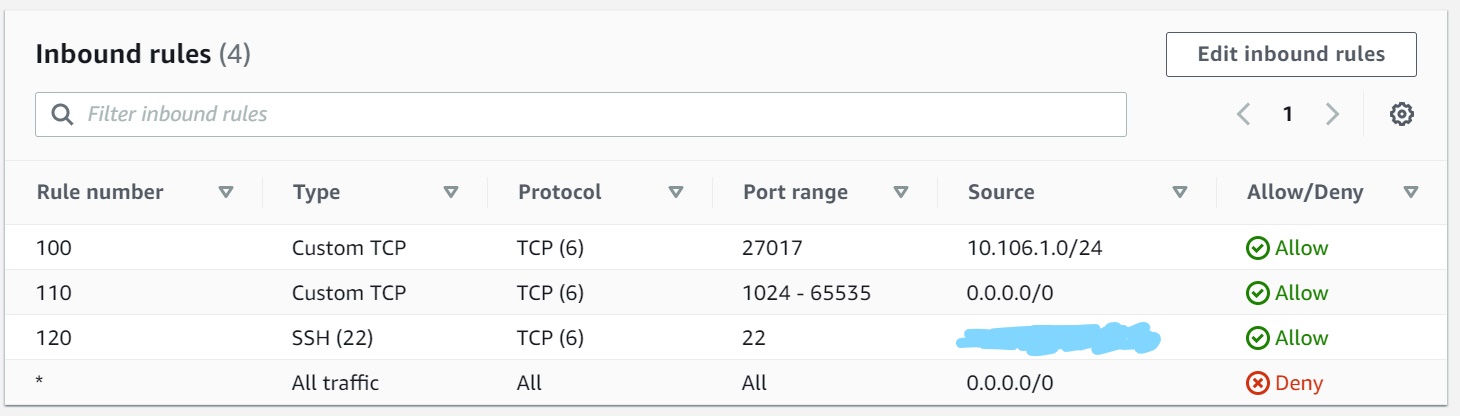 Inbound rules (4)
Edit inbound rules
Filter inbound rules
1
Rule number Type Protocol Port range Source Allow/Deny
100 Custom TCP TCP (6) 27017 10.106.1.0/24 Allow
110 Custom TCP TCP (6) 1024 - 65535 0.0.0.0/0 Allow
120 SSH (22) TCP (6) 22 Allow
* All traffic All All 0.0.0.0/0 Deny